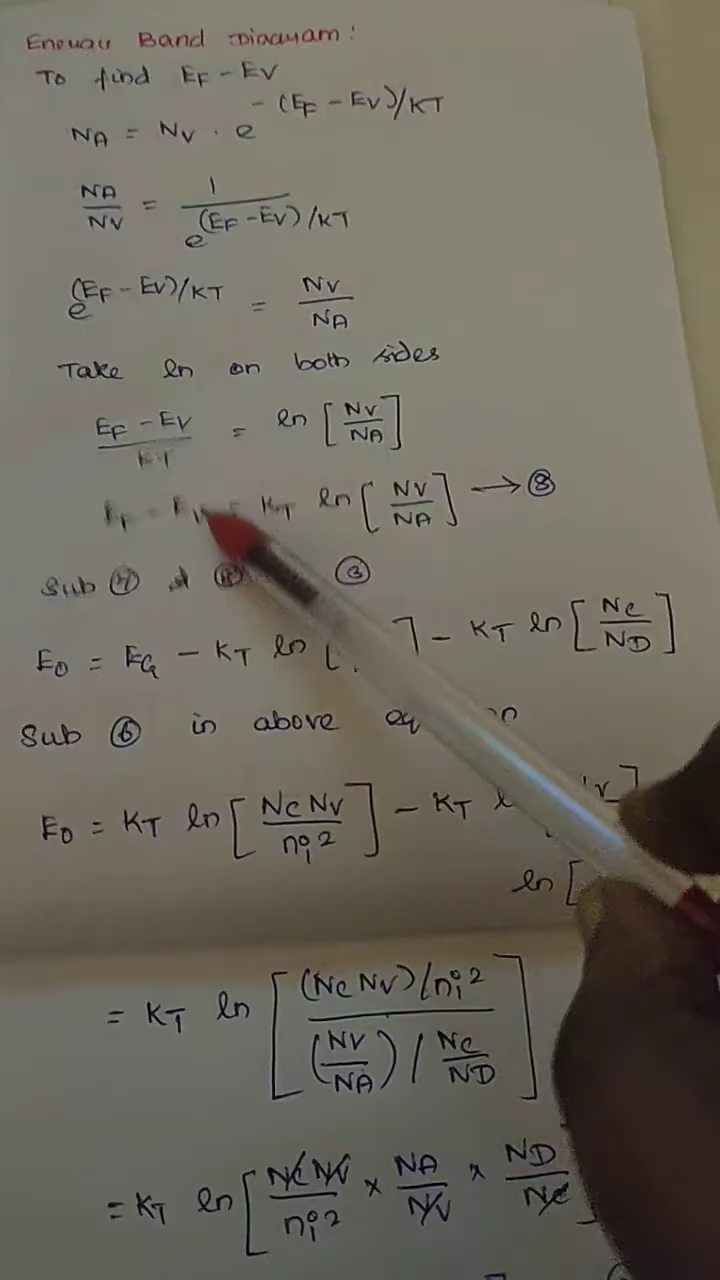 Energy Band Diagram:
To find EF - EV
NA = NV . e^-(EF - EV)/KT
NA/NV = 1/e^(EF - EV)/KT
e^(EF - EV)/KT = NV/NA
Take ln on both sides
EF - EV/KT = ln [NV/NA]
EF - EV = KT ln [NV/NA] → ⑧
Sub ⑦ & ⑧ ③
E0 = EG - KT ln [ ] - KT ln [NC/ND]
Sub ⑥ in above
E0 = KT ln [NC NV/ni²] - KT
ln [
= KT ln [(NC NV)/ni² / (NV/NA) / NC/ND]
= KT ln [NC NV/ni² × NA/NV × ND/NC]